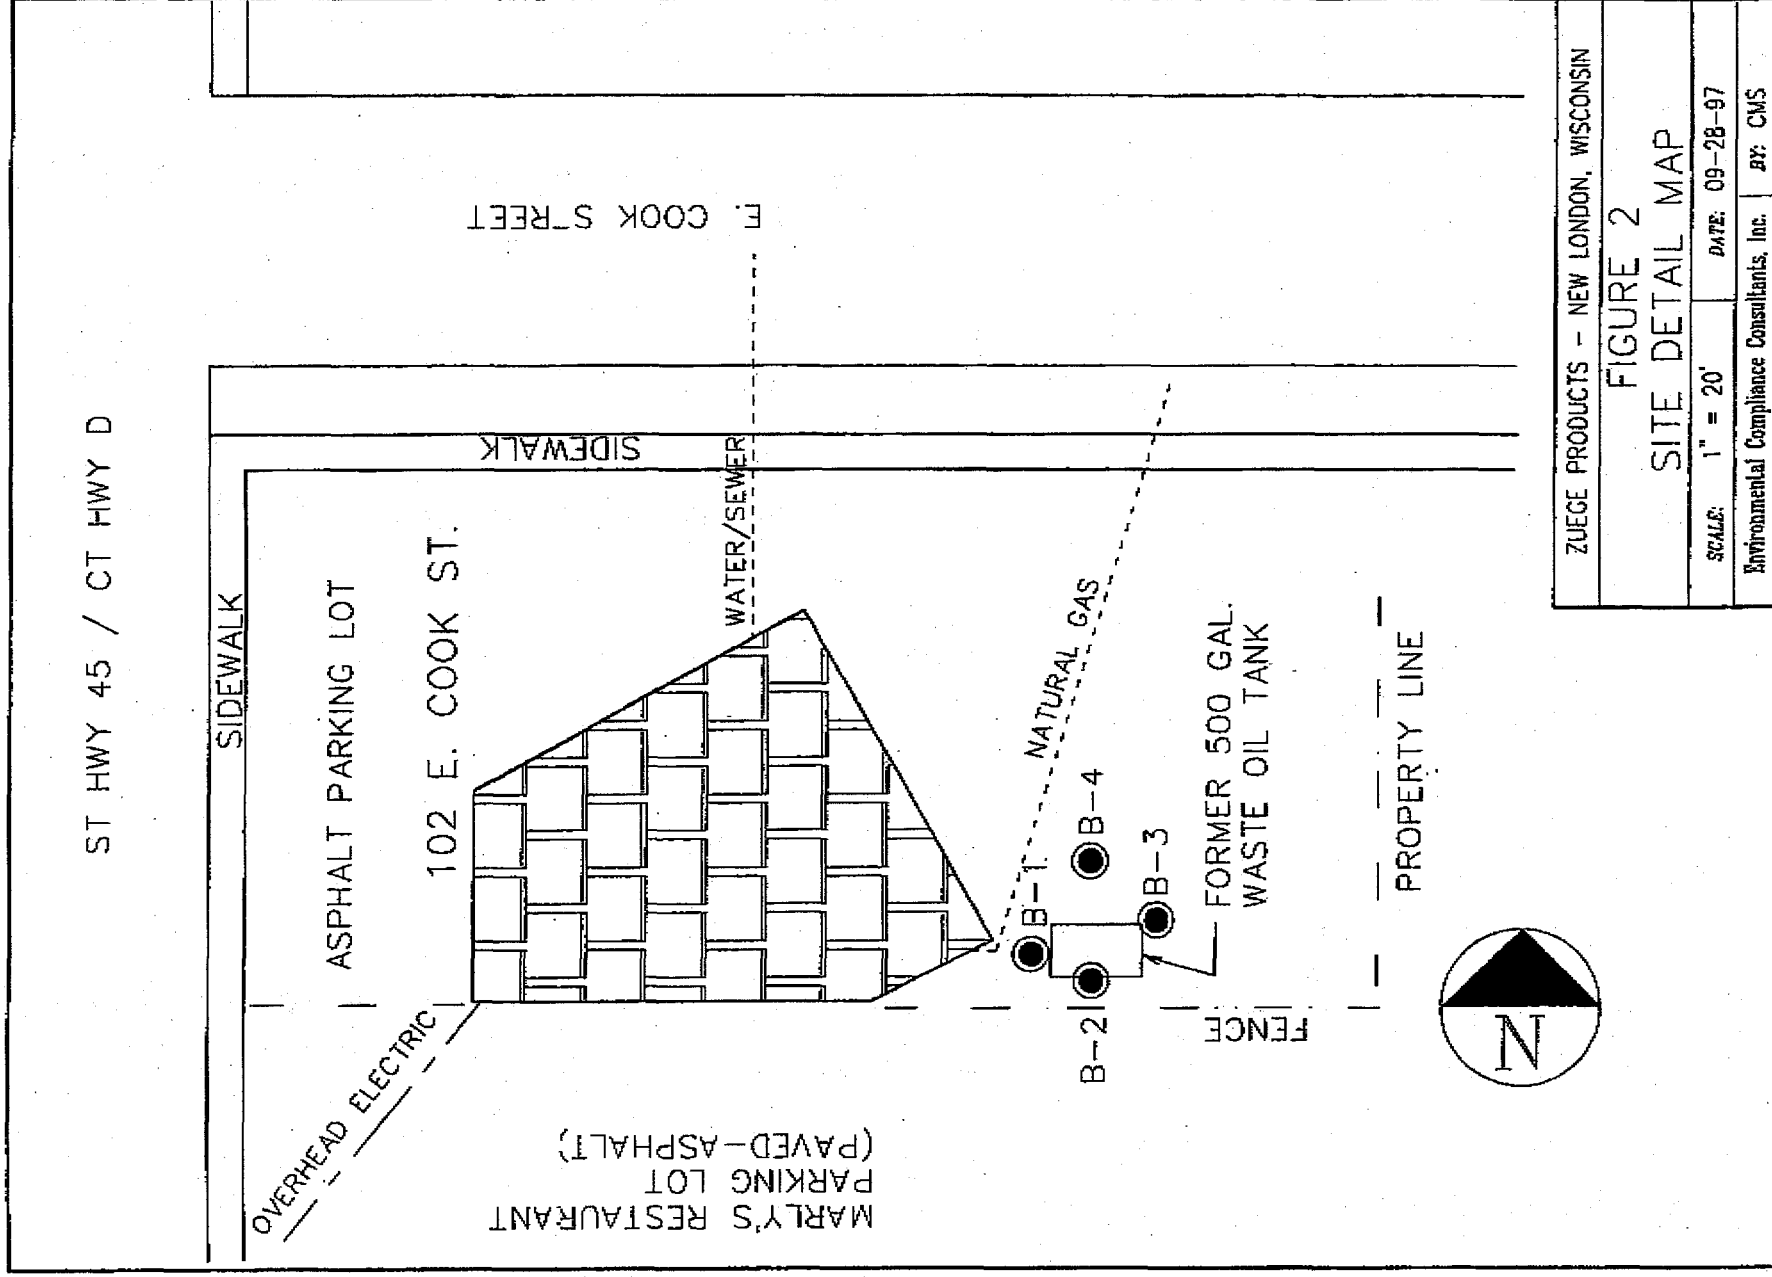 ST HWY 45 / CT HWY D
SIDEWALK
ASPHALT PARKING LOT
102 E. COOK ST.
E. COOK STREET
SIDEWALK
WATER/SEWER
NATURAL GAS
OVERHEAD ELECTRIC
MARLY'S RESTAURANT
PARKING LOT
(PAVED-ASPHALT)
B-1
B-2
B-3
B-4
FORMER 500 GAL.
WASTE OIL TANK
FENCE
PROPERTY LINE
N
ZUEGE PRODUCTS - NEW LONDON, WISCONSIN
FIGURE 2
SITE DETAIL MAP
SCALE: 1" = 20'
DATE: 09-28-97
Environmental Compliance Consultants, Inc.
BY: CMS